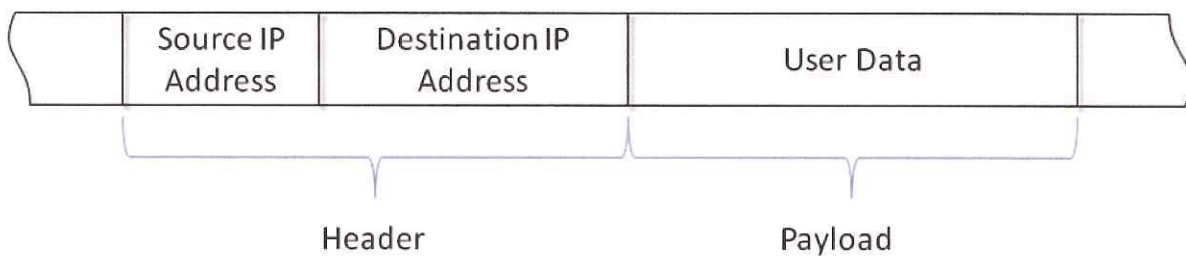 Source IP
Address
Destination IP
Address
User Data
Header
Payload